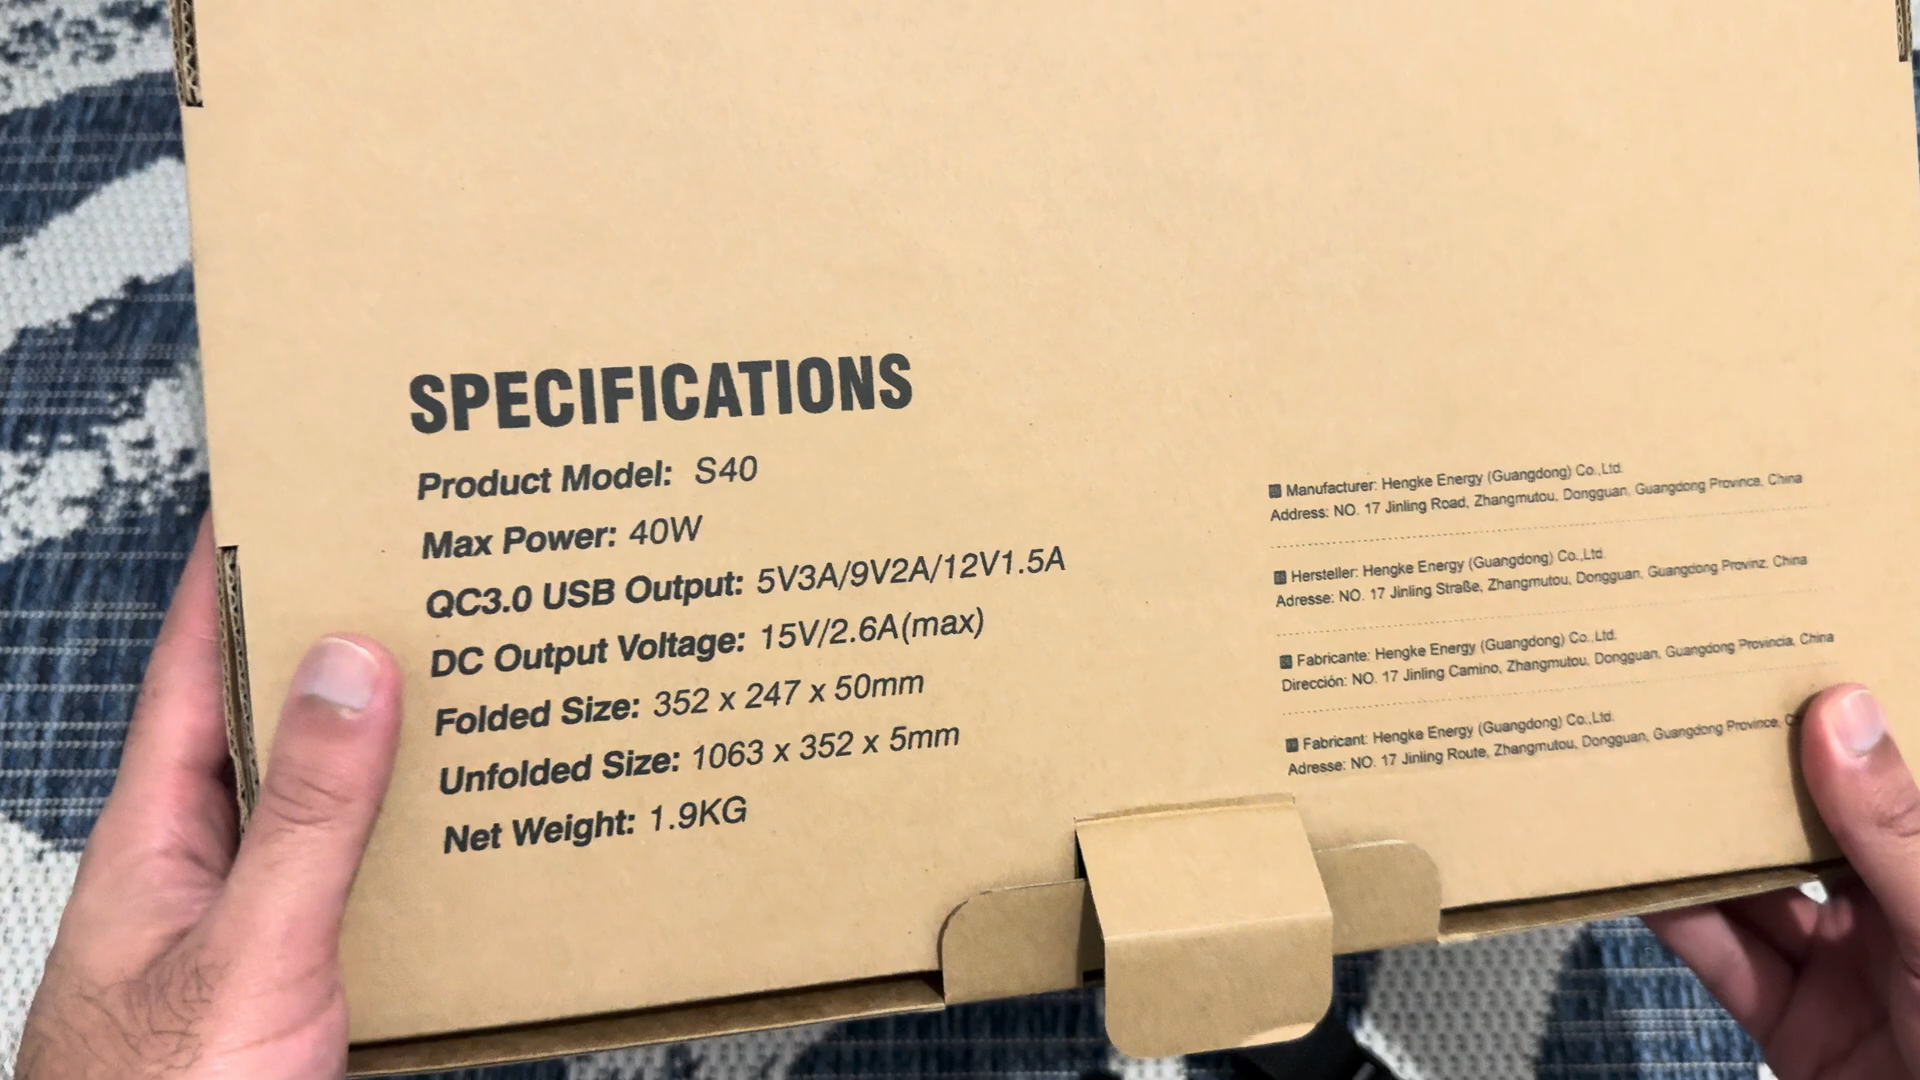 SPECIFICATIONS
Product Model: S40
Max Power: 40W
QC3.0 USB Output: 5V3A/9V2A/12V1.5A
DC Output Voltage: 15V/2.6A(max)
Folded Size: 352 x 247 x 50mm
Unfolded Size: 1063 x 352 x 5mm
Net Weight: 1.9KG
Manufacturer: Hengke Energy (Guangdong) Co.,Ltd.
Address: NO. 17 Jinling Road, Zhangmutou, Dongguan, Guangdong Province, China
Hersteller: Hengke Energy (Guangdong) Co.,Ltd.
Adresse: NO. 17 Jinling Straße, Zhangmutou, Dongguan, Guangdong Provinz, China
Fabricante: Hengke Energy (Guangdong) Co.,Ltd.
Dirección: NO. 17 Jinling Camino, Zhangmutou, Dongguan, Guangdong Provincia, China
Fabricant: Hengke Energy (Guangdong) Co.,Ltd.
Adresse: NO. 17 Jinling Route, Zhangmutou, Dongguan, Guangdong Province,